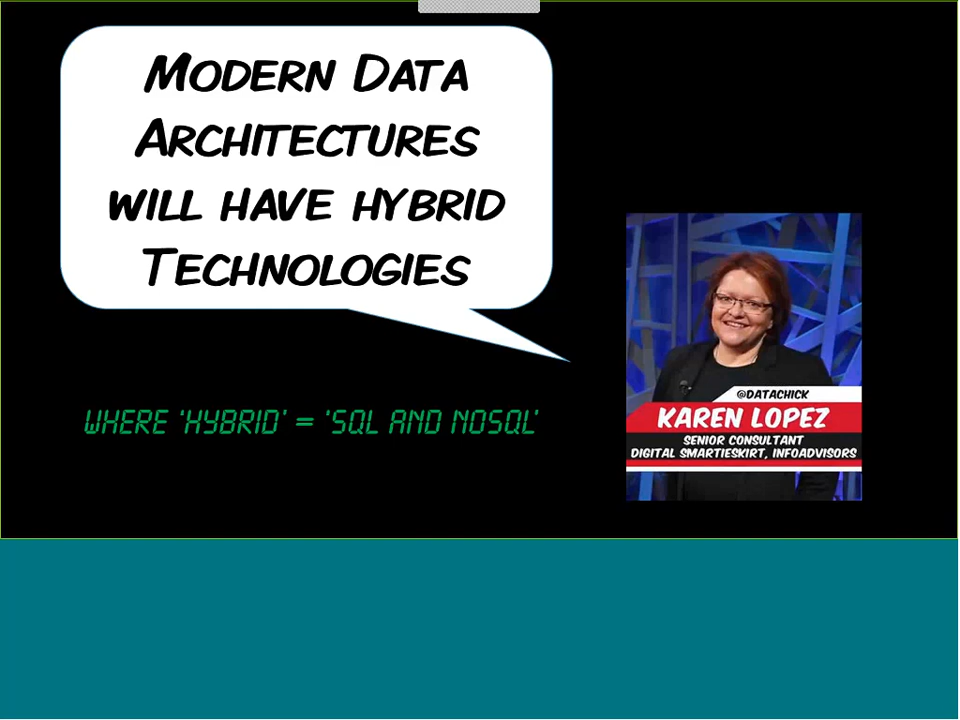 Modern Data
Architectures
will have hybrid
Technologies
WHERE 'HYBRID' = 'SQL AND NOSQL'
@DATACHICK
KAREN LOPEZ
SENIOR CONSULTANT
DIGITAL SMARTIESKIRT, INFOADVISORS